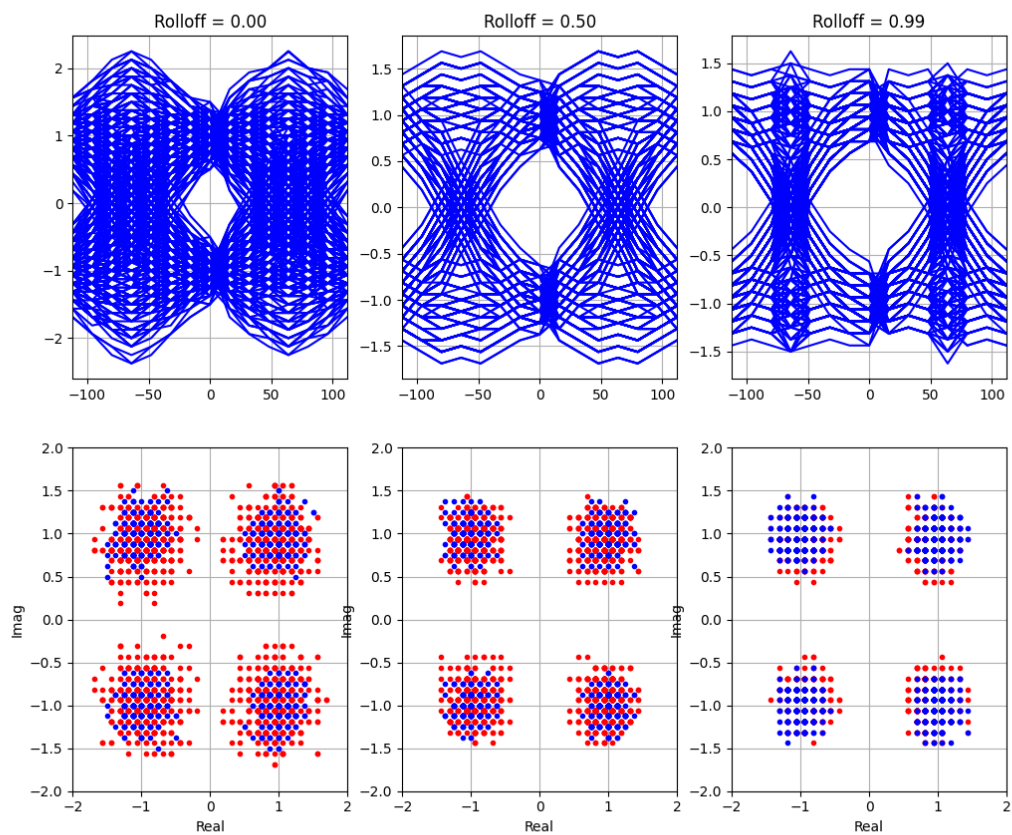 Rolloff = 0.00 Rolloff = 0.50 Rolloff = 0.99
2 1.5 1.5
1 1.0 1.0
0.5 0.5
0 0.0 0.0
−0.5 −0.5
−1 −1.0 −1.0
−2 −1.5 −1.5
−100 −50 0 50 100 −100 −50 0 50 100 −100 −50 0 50 100
2.0 2.0 2.0
1.5 1.5 1.5
1.0 1.0 1.0
0.5 0.5 0.5
Imag 0.0 Imag 0.0 Imag 0.0
−0.5 −0.5 −0.5
−1.0 −1.0 −1.0
−1.5 −1.5 −1.5
−2.0 −2.0 −2.0
−2 −1 0 1 2 −2 −1 0 1 2 −2 −1 0 1 2
Real Real Real